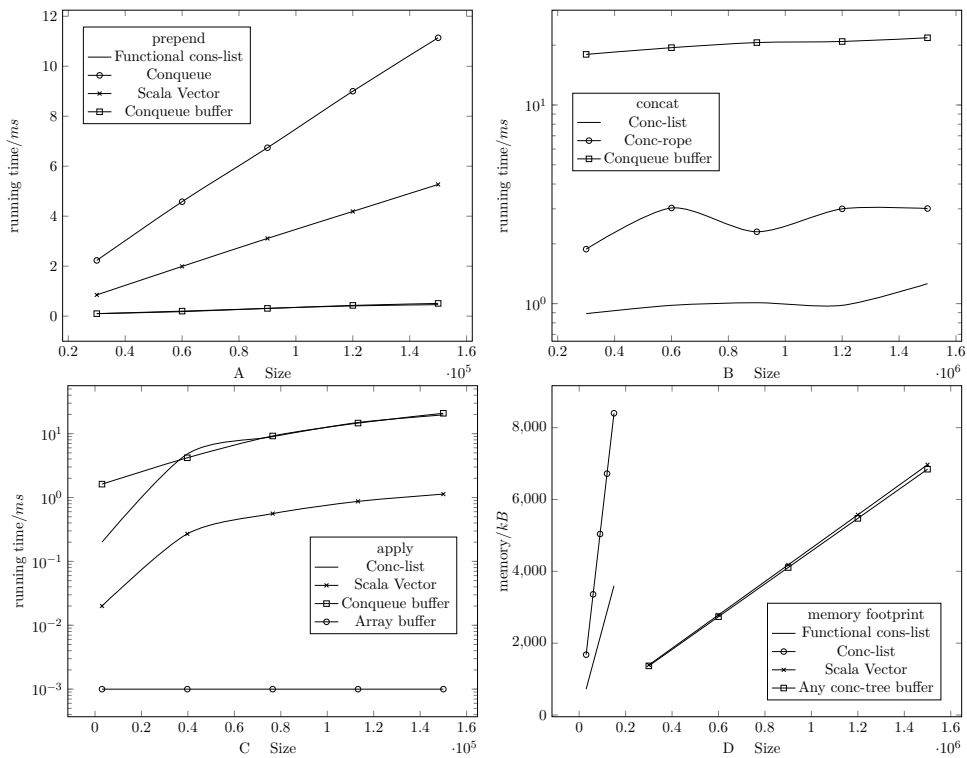 12
10
8
6
4
2
0
running time/ms
prepend
Functional cons-list
Conqueue
Scala Vector
Conqueue buffer
0.2 0.4 0.6 0.8 1 1.2 1.4 1.6
·10^5
A Size
10^1
10^0
running time/ms
concat
Conc-list
Conc-rope
Conqueue buffer
0.2 0.4 0.6 0.8 1 1.2 1.4 1.6
·10^6
B Size
10^1
10^0
10^−1
10^−2
10^−3
running time/ms
apply
Conc-list
Scala Vector
Conqueue buffer
Array buffer
0 0.2 0.4 0.6 0.8 1 1.2 1.4 1.6
·10^5
C Size
8,000
6,000
4,000
2,000
0
memory/kB
memory footprint
Functional cons-list
Conc-list
Scala Vector
Any conc-tree buffer
0 0.2 0.4 0.6 0.8 1 1.2 1.4 1.6
·10^6
D Size